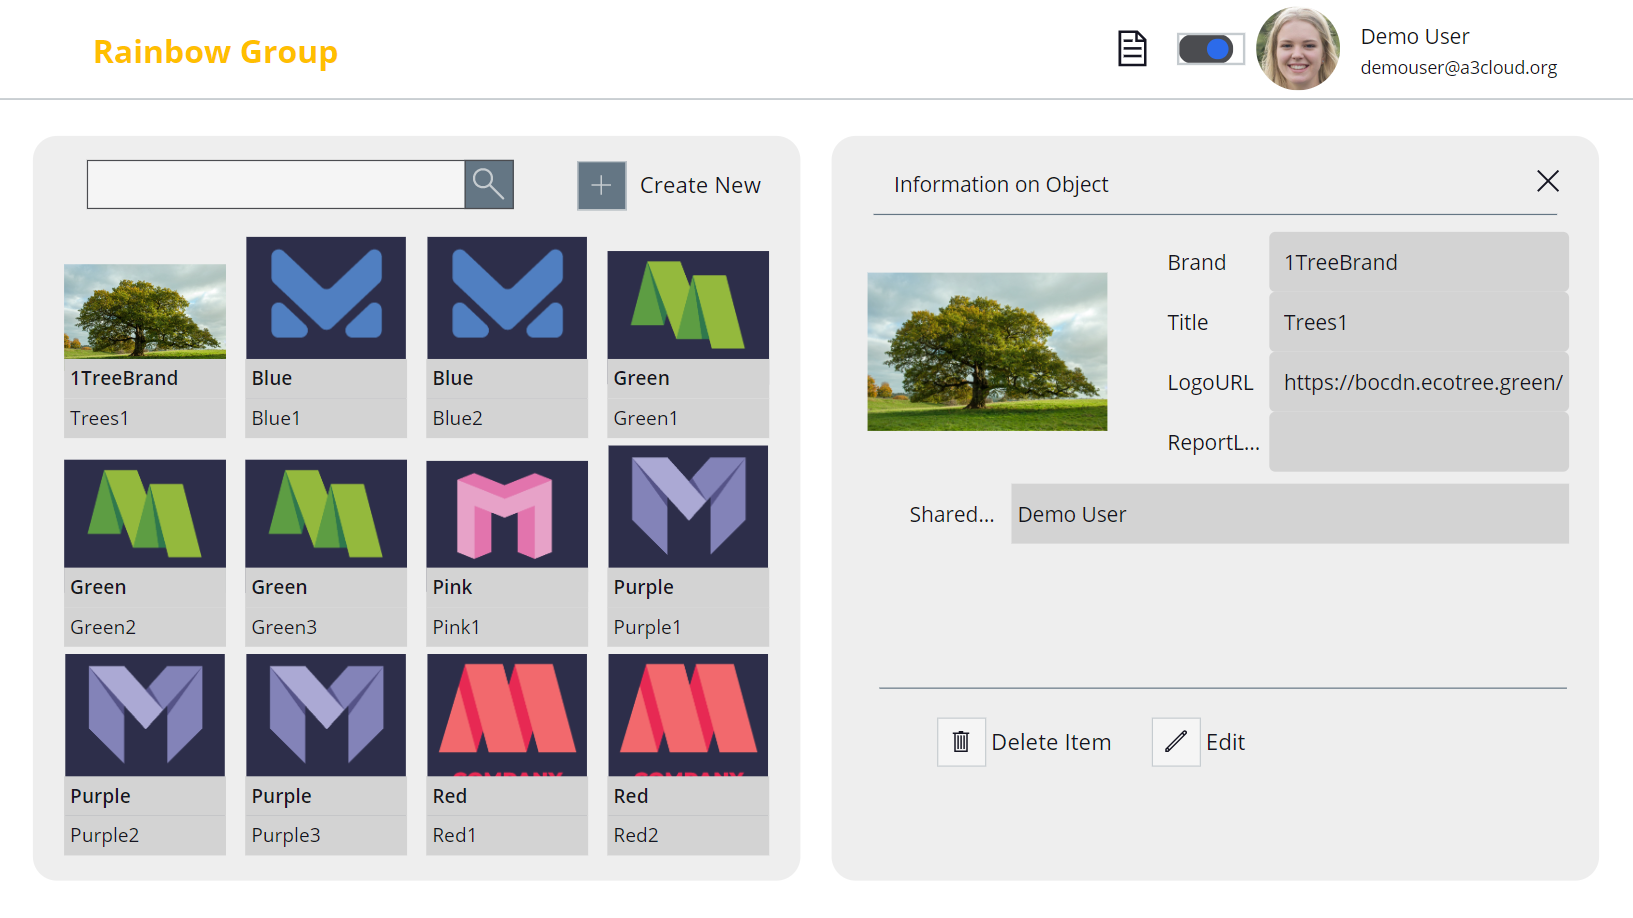 Rainbow Group
Demo User
demouser@a3cloud.org
Create New
1TreeBrand
Trees1
Blue
Blue1
Blue
Blue2
Green
Green1
Green
Green2
Green
Green3
Pink
Pink1
Purple
Purple1
Purple
Purple2
Purple
Purple3
COMPANY
Red
Red1
COMPANY
Red
Red2
Information on Object
Brand 1TreeBrand
Title Trees1
LogoURL https://bocdn.ecotree.green/
ReportL...
Shared... Demo User
Delete Item
Edit